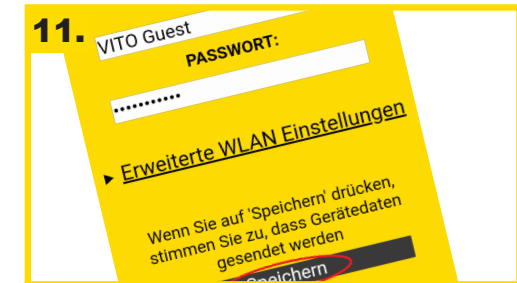 11.
VITO Guest
PASSWORT:
•••••••••••
▸ Erweiterte WLAN Einstellungen
Wenn Sie auf 'Speichern' drücken,
stimmen Sie zu, dass Gerätedaten
gesendet werden
Speichern